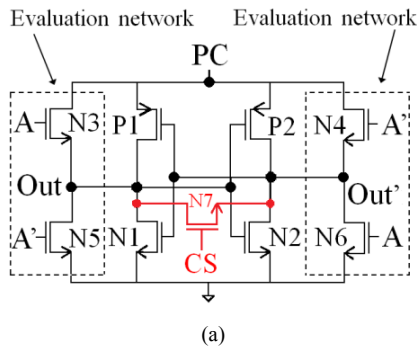 Evaluation network Evaluation network
PC
A N3 P1 P2 N4 A'
Out N7 Out'
A' N5 N1 N2 N6 A
CS
(a)